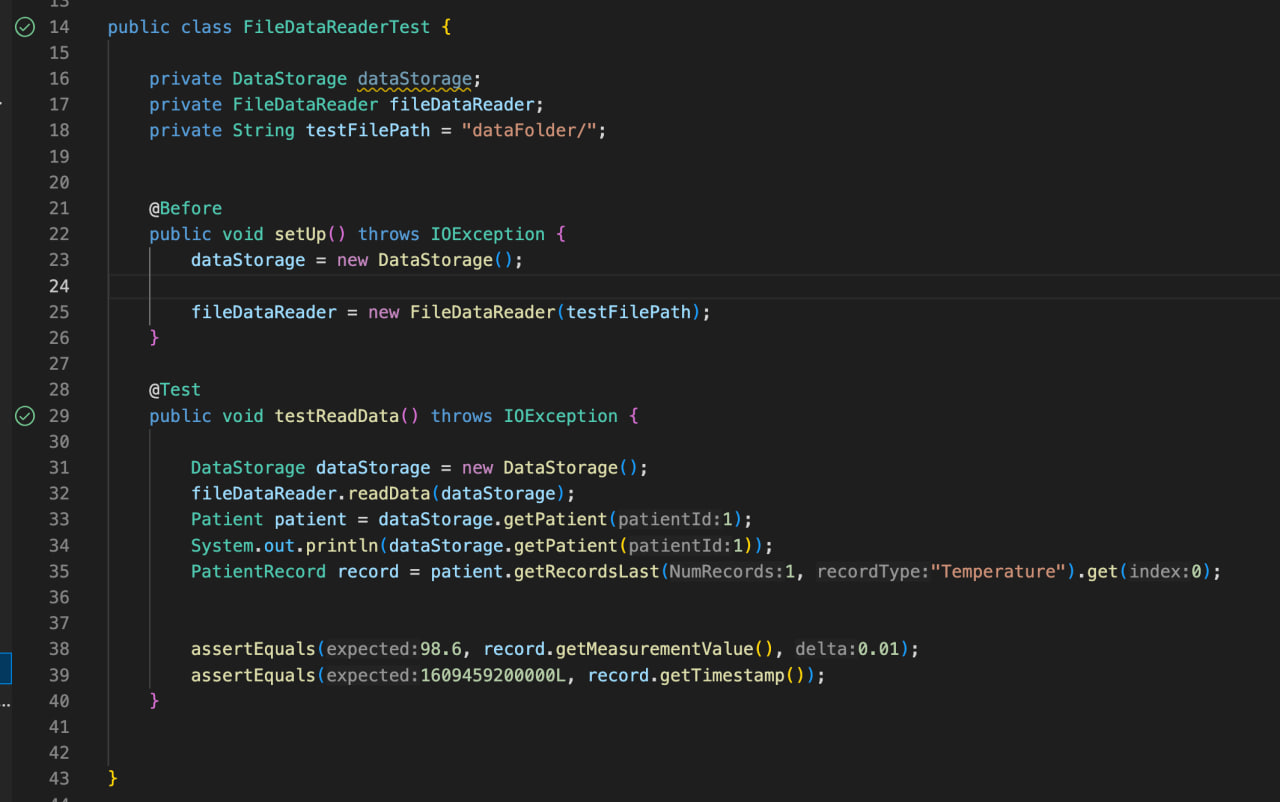 13
14 public class FileDataReaderTest {
15
16 private DataStorage dataStorage;
17 private FileDataReader fileDataReader;
18 private String testFilePath = "dataFolder/";
19
20
21 @Before
22 public void setUp() throws IOException {
23 dataStorage = new DataStorage();
24
25 fileDataReader = new FileDataReader(testFilePath);
26 }
27
28 @Test
29 public void testReadData() throws IOException {
30
31 DataStorage dataStorage = new DataStorage();
32 fileDataReader.readData(dataStorage);
33 Patient patient = dataStorage.getPatient(patientId:1);
34 System.out.println(dataStorage.getPatient(patientId:1));
35 PatientRecord record = patient.getRecordsLast(NumRecords:1, recordType:"Temperature").get(index:0);
36
37
38 assertEquals(expected:98.6, record.getMeasurementValue(), delta:0.01);
39 assertEquals(expected:1609459200000L, record.getTimestamp());
40 }
41
42
43 }
44